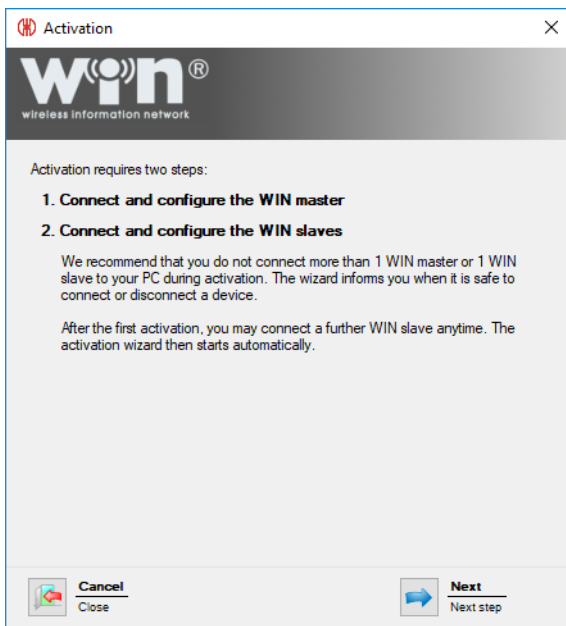 Activation
WIN®
wireless information network
Activation requires two steps:
1. Connect and configure the WIN master
2. Connect and configure the WIN slaves
We recommend that you do not connect more than 1 WIN master or 1 WIN
slave to your PC during activation. The wizard informs you when it is safe to
connect or disconnect a device.
After the first activation, you may connect a further WIN slave anytime. The
activation wizard then starts automatically.
Cancel
Close
Next
Next step